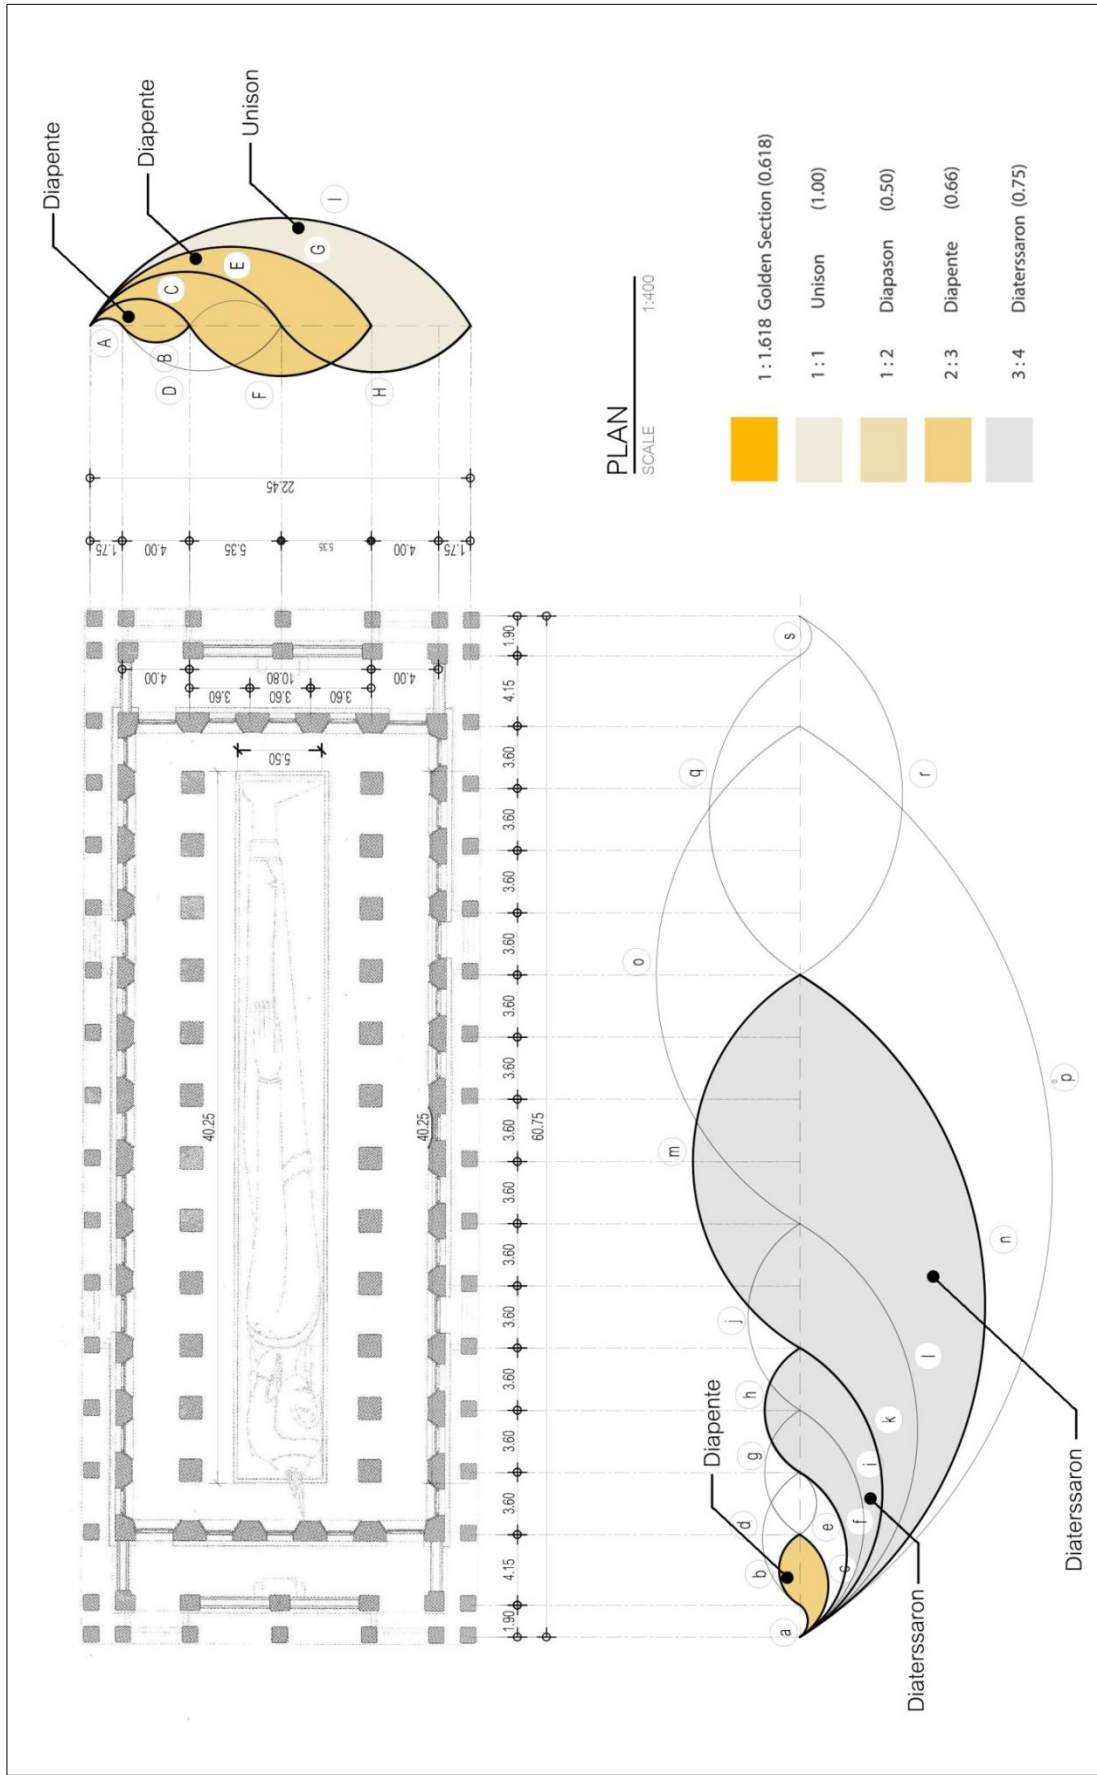 Diapente
Diapente
Unison
A
B
C
D
E
F
G
H
I
22.45
1.75
4.00
5.35
5.35
4.00
1.75
4.00
10.80
4.00
3.60
3.60
3.60
5.50
40.25
40.25
1.90 4.15 3.60 3.60 3.60 3.60 3.60 3.60 3.60 3.60 3.60 3.60 3.60 3.60 3.60 4.15 1.90
60.75
Diapente
a
b
c
d
e
f
g
h
i
j
k
l
m
n
o
p
q
r
s
Diaterssaron
Diaterssaron
PLAN
SCALE 1:400
1 : 1.618 Golden Section (0.618)
1 : 1 Unison (1.00)
1 : 2 Diapason (0.50)
2 : 3 Diapente (0.66)
3 : 4 Diaterssaron (0.75)